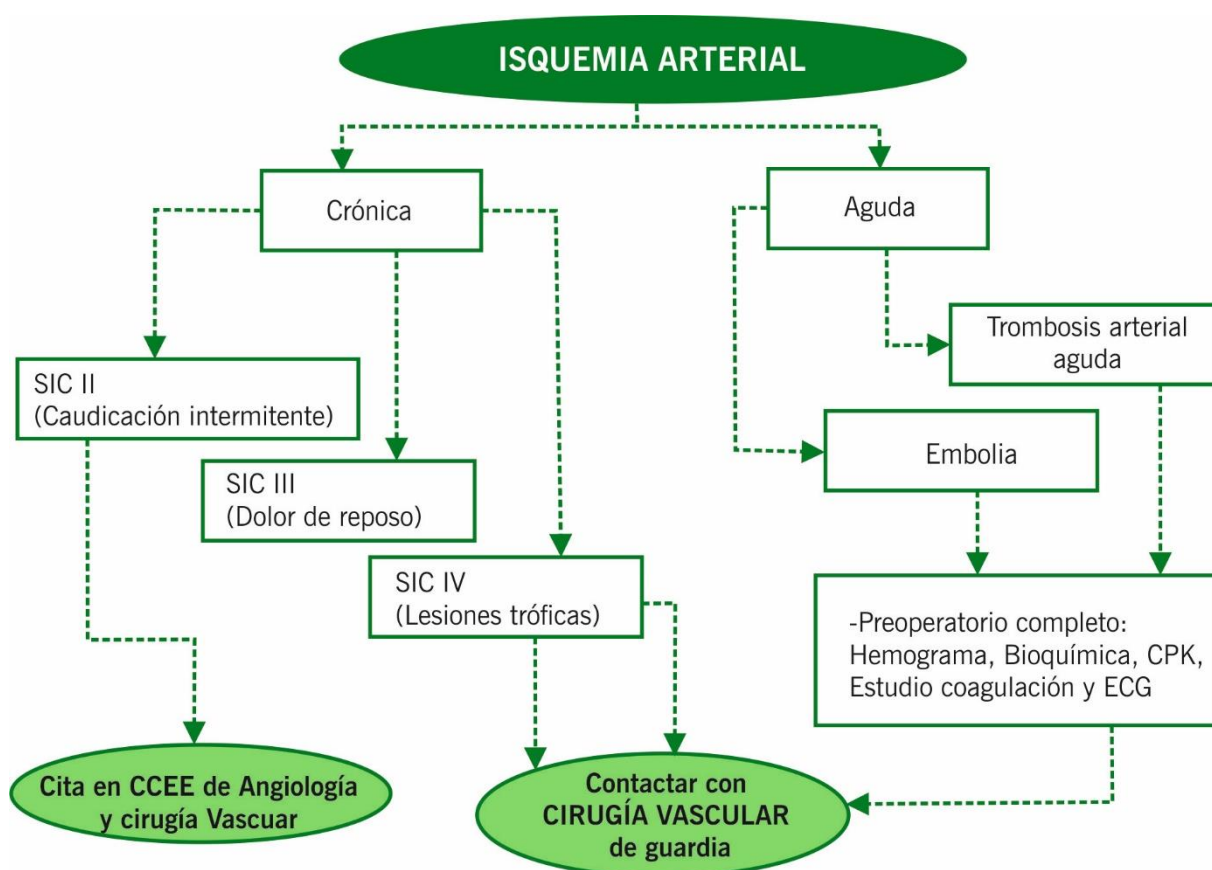 ISQUEMIA ARTERIAL
Crónica
Aguda
Trombosis arterial
aguda
SIC II
(Caudicación intermitente)
Embolia
SIC III
(Dolor de reposo)
SIC IV
(Lesiones tróficas)
-Preoperatorio completo:
Hemograma, Bioquímica, CPK,
Estudio coagulación y ECG
Cita en CCEE de Angiología
y cirugía Vascuar
Contactar con
CIRUGÍA VASCULAR
de guardia